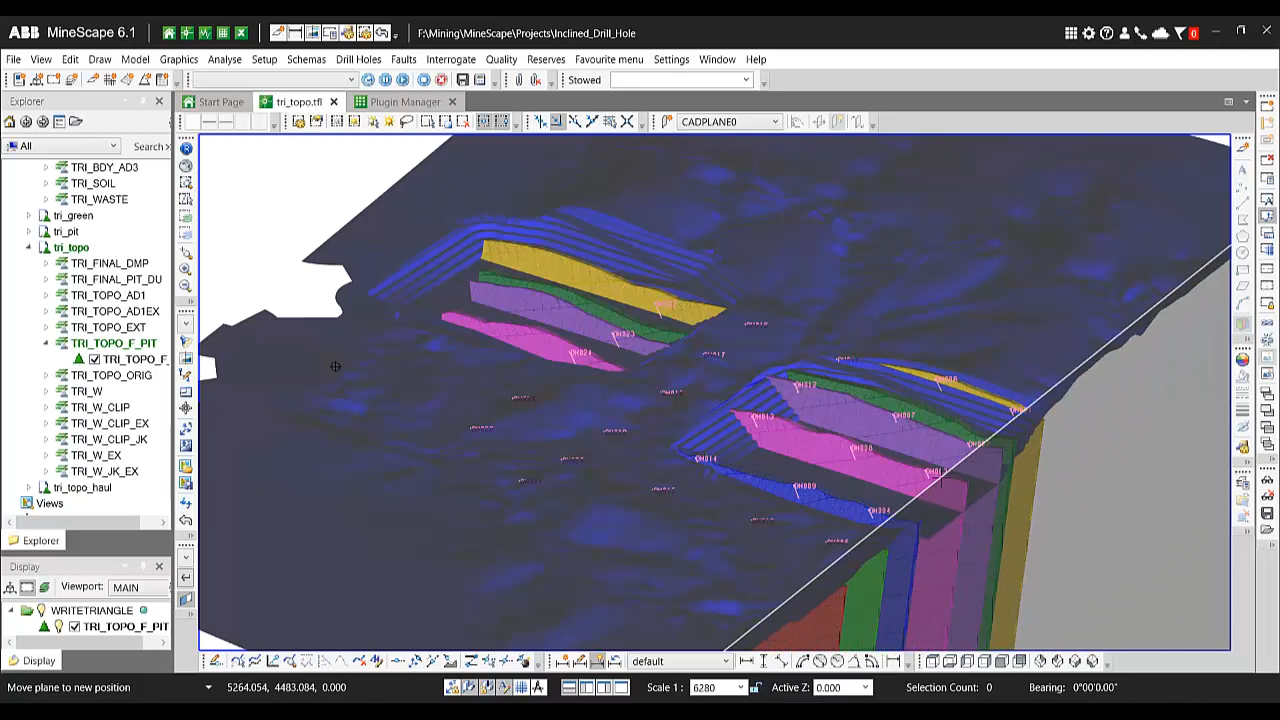 ABB MineScape 6.1
F:\Mining\MineScape\Projects\Inclined_Drill_Hole
0
File View Edit Draw Model Graphics Analyse Setup Schemas Drill Holes Faults Interrogate Quality Reserves Favourite menu Settings Window Help
Stowed
Explorer
Start Page
tri_topo.tfl
Plugin Manager
CADPLANE0
All
Search
TRI_BDY_AD3
TRI_SOIL
TRI_WASTE
tri_green
tri_pit
tri_topo
TRI_FINAL_DMP
TRI_FINAL_PIT_DU
TRI_TOPO_AD1
TRI_TOPO_AD1EX
TRI_TOPO_EXT
TRI_TOPO_F_PIT
TRI_TOPO_F_
TRI_TOPO_ORIG
TRI_W
TRI_W_CLIP
TRI_W_CLIP_EX
TRI_W_CLIP_JK
TRI_W_EX
TRI_W_JK_EX
tri_topo_haul
Views
Explorer
Display
Viewport: MAIN
WRITETRIANGLE
TRI_TOPO_F_PIT
Display
default
Move plane to new position
5264.054, 4483.084, 0.000
Scale 1 : 6280
Active Z: 0.000
Selection Count: 0
Bearing: 0°00'0.00"